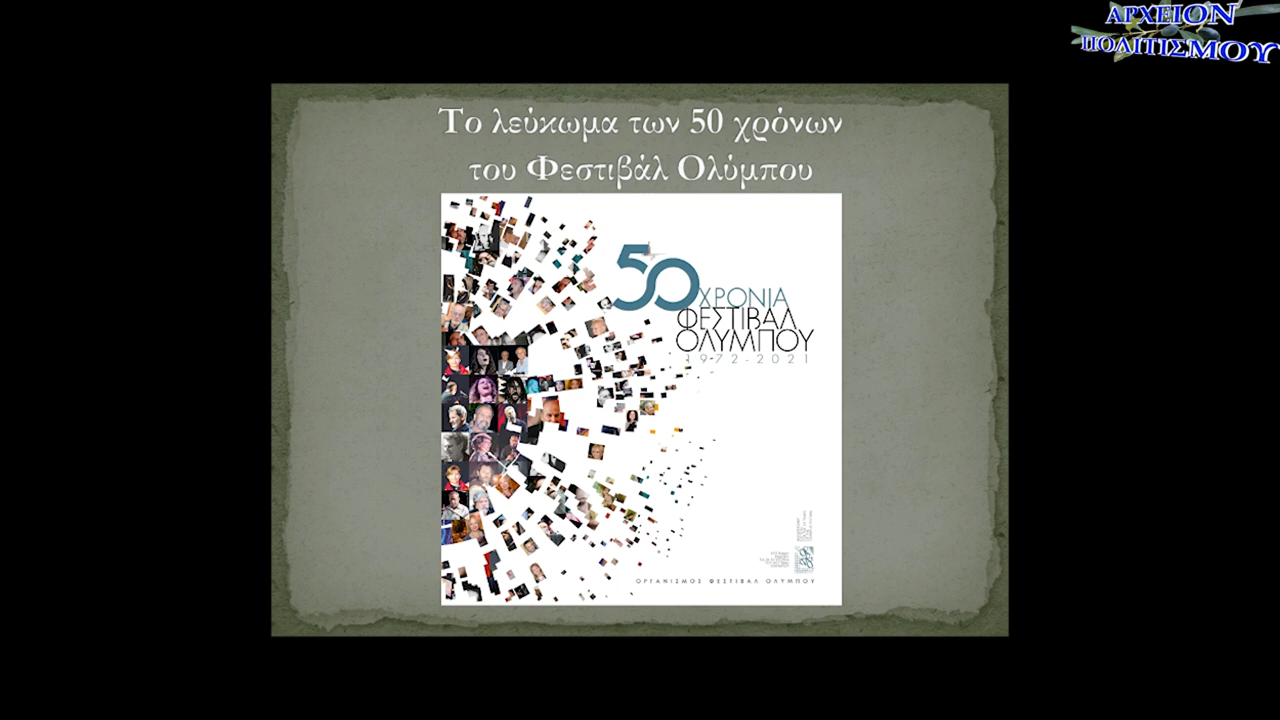 ΑΡΧΕΙΟΝ
ΠΟΛΙΤΙΣΜΟΥ
Το λεύκωμα των 50 χρόνων
του Φεστιβάλ Ολύμπου
50 ΧΡΟΝΙΑ
ΦΕΣΤΙΒΑΛ
ΟΛΥΜΠΟΥ
1972-2021
ΟΡΓΑΝΙΣΜΟΣ ΦΕΣΤΙΒΑΛ ΟΛΥΜΠΟΥ